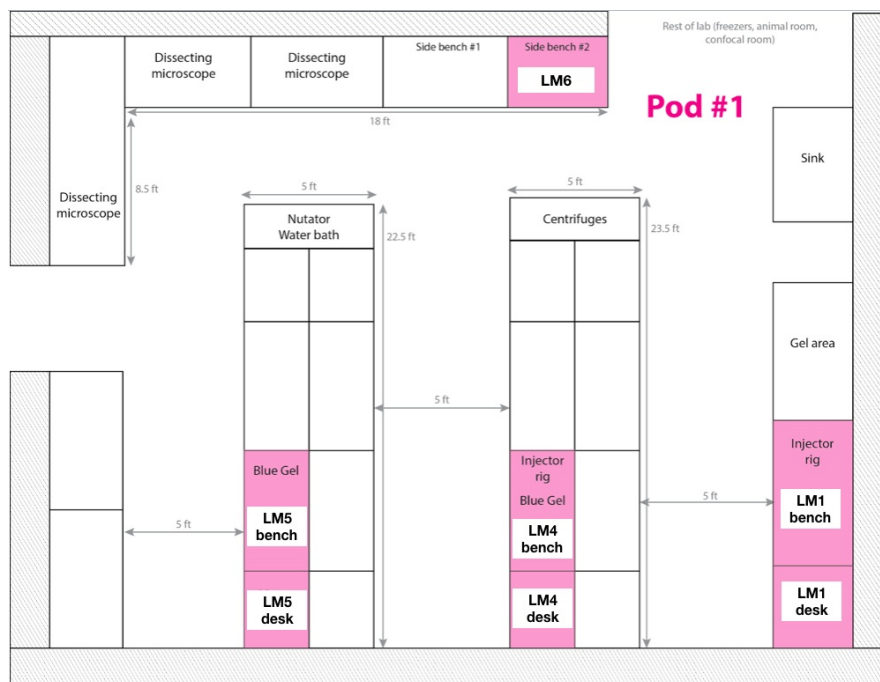 Rest of lab (freezers, animal room,
confocal room)
Dissecting
microscope
Dissecting
microscope
Side bench #1
Side bench #2
LM6
Pod #1
18 ft
Dissecting
microscope
8.5 ft
Sink
5 ft
5 ft
Nutator
Water bath
Centrifuges
22.5 ft
23.5 ft
Gel area
5 ft
Blue Gel
LM5
bench
Injector
rig
Blue Gel
LM4
bench
Injector
rig
LM1
bench
5 ft
5 ft
LM5
desk
LM4
desk
LM1
desk